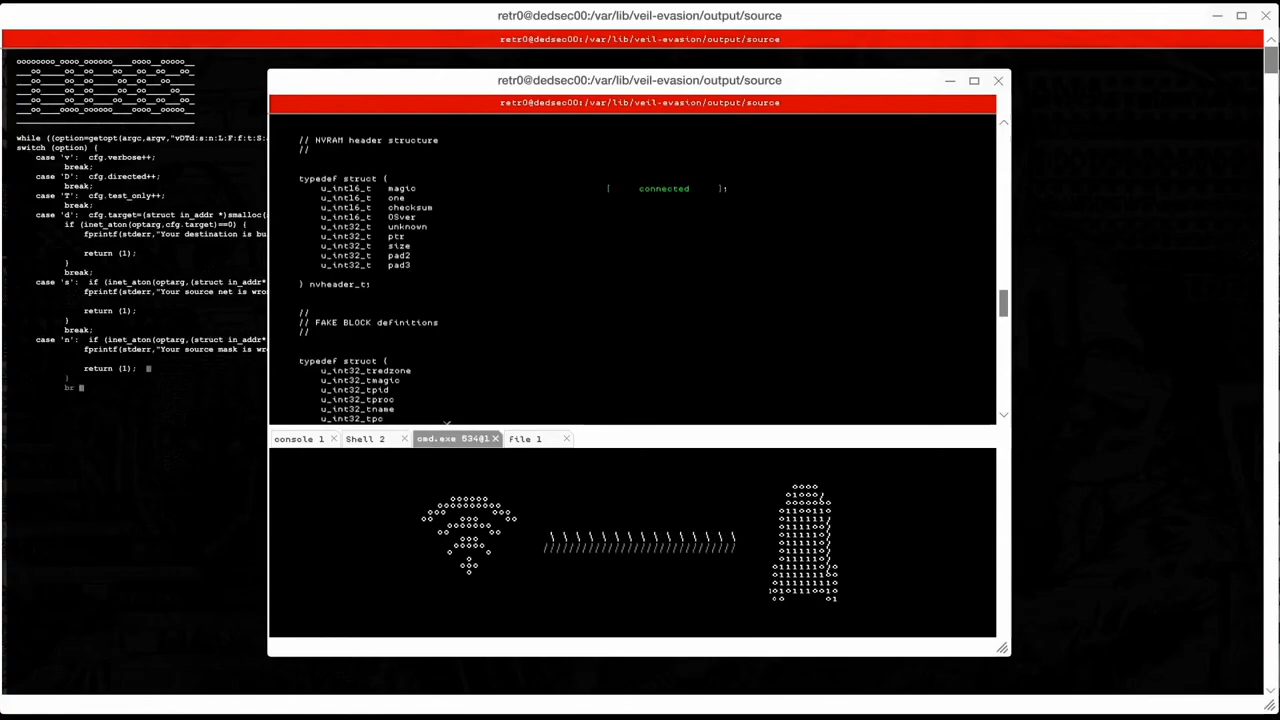 retr0@dedsec00:/var/lib/veil-evasion/output/source
retr0@dedsec00:/var/lib/veil-evasion/output/source
while ((option=getopt(argc,argv,"vDTd:s:n:L:F:f:t:S:
switch (option) {
case 'v': cfg.verbose++;
break;
case 'D': cfg.directed++;
break;
case 'T': cfg.test_only++;
break;
case 'd': cfg.target=(struct in_addr *)smalloc(
if (inet_aton(optarg,cfg.target)==0) {
fprintf(stderr,"Your destination is bu
return (1);
}
break;
case 's': if (inet_aton(optarg,(struct in_addr*
fprintf(stderr,"Your source net is wro
return (1);
}
break;
case 'n': if (inet_aton(optarg,(struct in_addr*
fprintf(stderr,"Your source mask is wr
return (1);
}
br
retr0@dedsec00:/var/lib/veil-evasion/output/source
retr0@dedsec00:/var/lib/veil-evasion/output/source
// NVRAM header structure
//
typedef struct {
u_int16_t magic [ connected ];
u_int16_t one
u_int16_t checksum
u_int16_t OSver
u_int32_t unknown
u_int32_t ptr
u_int32_t size
u_int32_t pad2
u_int32_t pad3
} nvheader_t;
//
// FAKE BLOCK definitions
//
typedef struct {
u_int32_tredzone
u_int32_tmagic
u_int32_tpid
u_int32_tproc
u_int32_tname
u_int32_tpc
console 1 Shell 2 cmd.exe 534@1 File 1